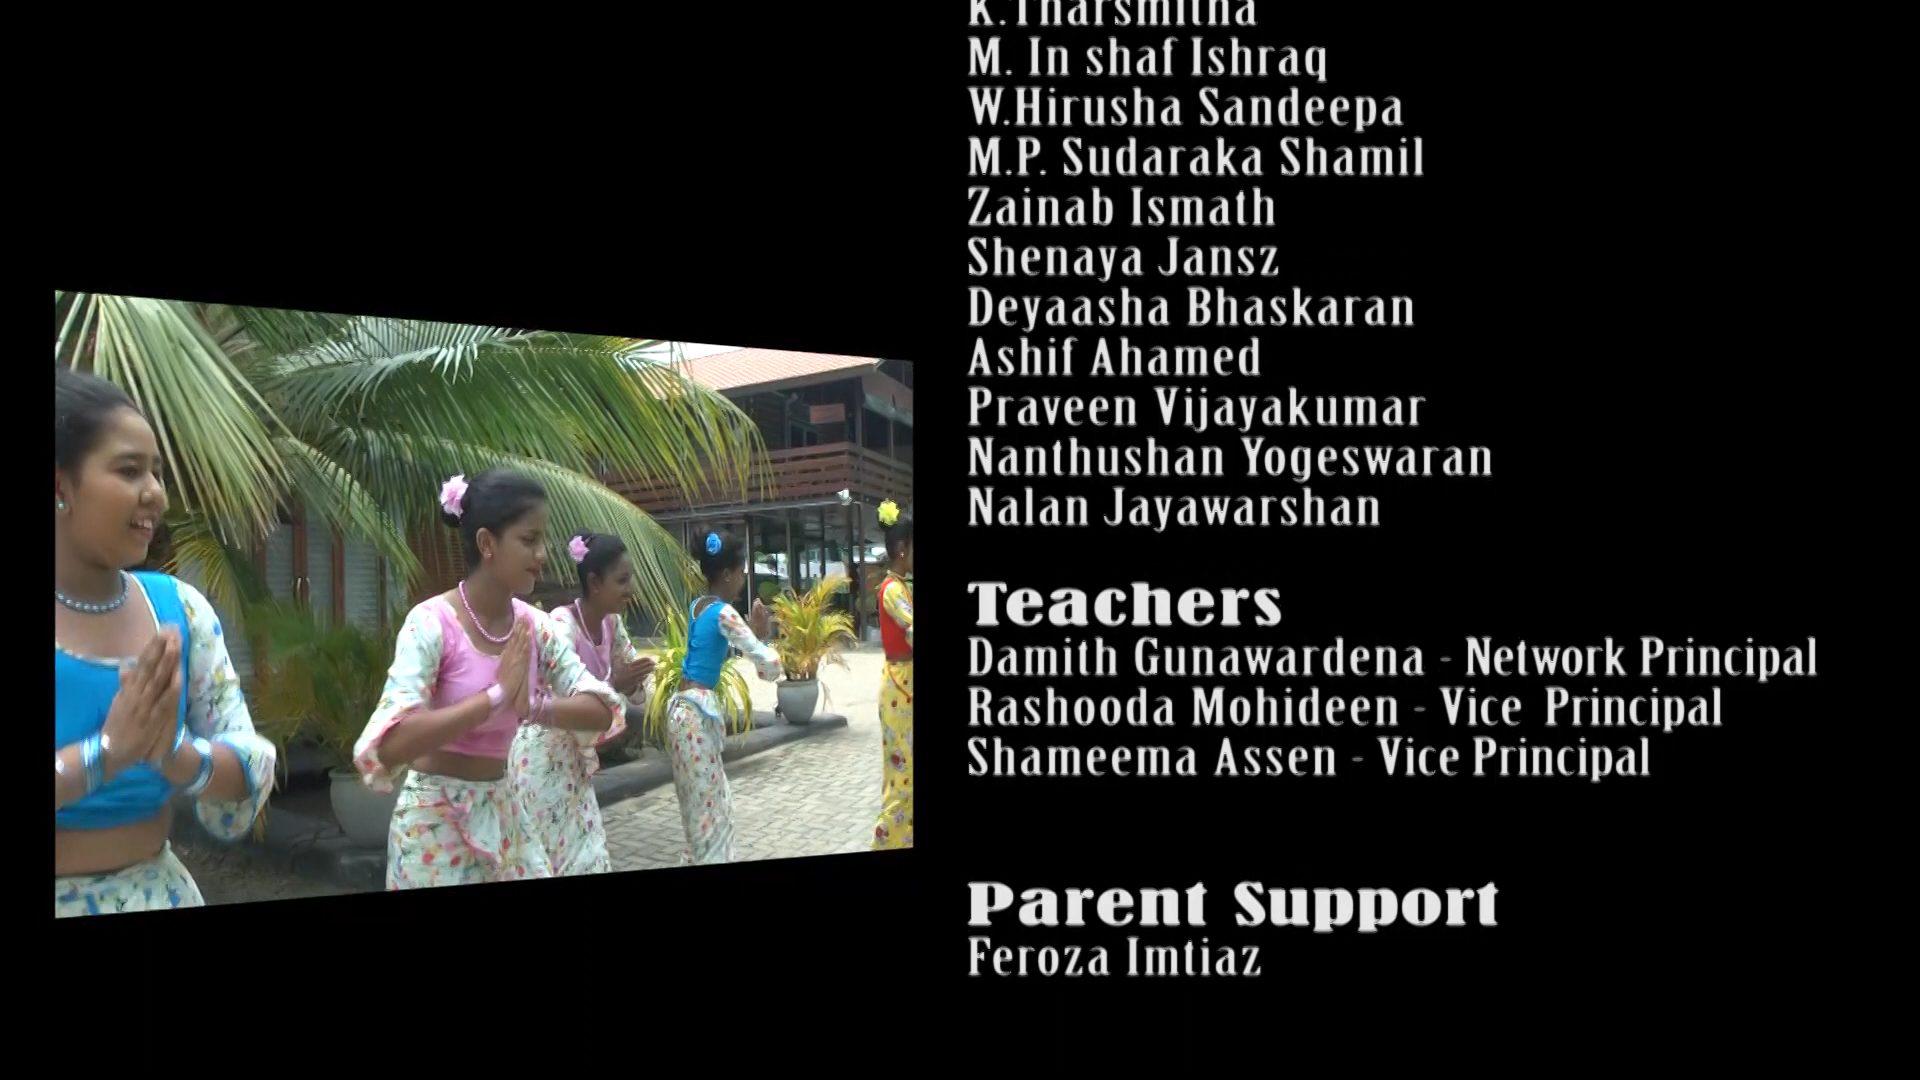 K.Tharsmitha
M. In shaf Ishraq
W.Hirusha Sandeepa
M.P. Sudaraka Shamil
Zainab Ismath
Shenaya Jansz
Deyaasha Bhaskaran
Ashif Ahamed
Praveen Vijayakumar
Nanthushan Yogeswaran
Nalan Jayawarshan
Teachers
Damith Gunawardena - Network Principal
Rashooda Mohideen - Vice Principal
Shameema Assen - Vice Principal
Parent Support
Feroza Imtiaz